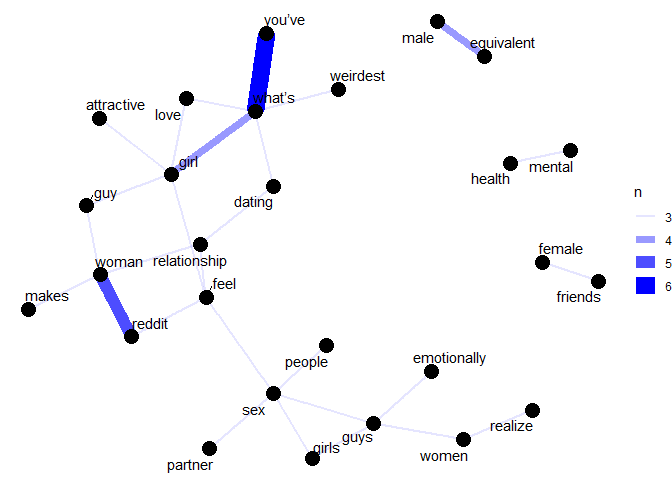 you've
male
equivalent
weirdest
what's
attractive
love
girl
health
mental
n
3
4
5
6
guy
dating
female
friends
woman
relationship
feel
makes
reddit
people
emotionally
sex
guys
realize
girls
women
partner